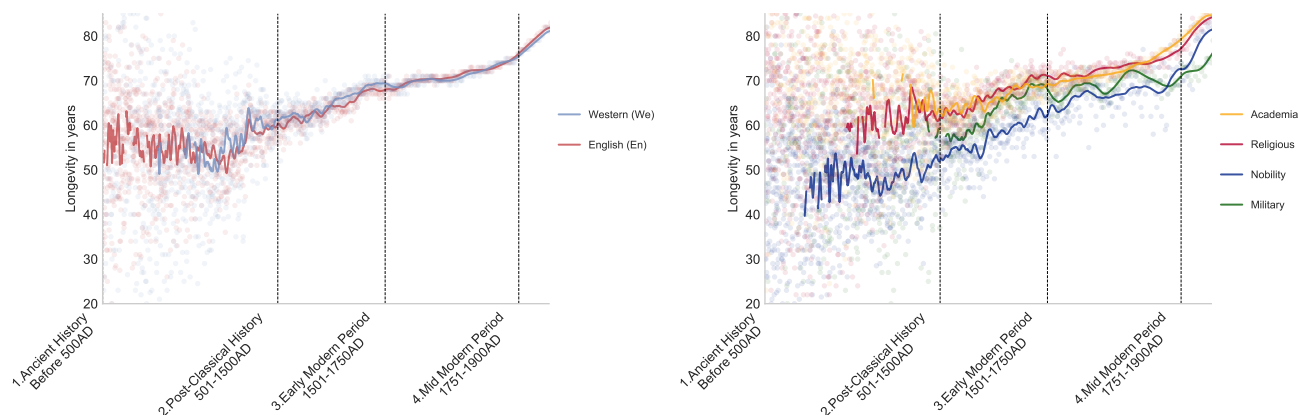 Longevity in years
80
70
60
50
40
30
20
1.Ancient History
Before 500AD
2.Post-Classical History
501-1500AD
3.Early Modern Period
1501-1750AD
4.Mid Modern Period
1751-1900AD
Western (We)
English (En)
Longevity in years
80
70
60
50
40
30
20
1.Ancient History
Before 500AD
2.Post-Classical History
501-1500AD
3.Early Modern Period
1501-1750AD
4.Mid Modern Period
1751-1900AD
Academia
Religious
Nobility
Military